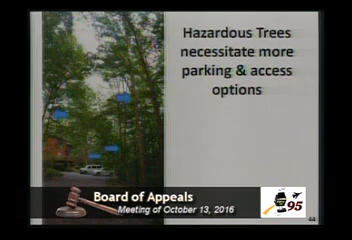 Hazardous Trees
necessitate more
parking & access
options
Board of Appeals
Meeting of October 13, 2016
95
44